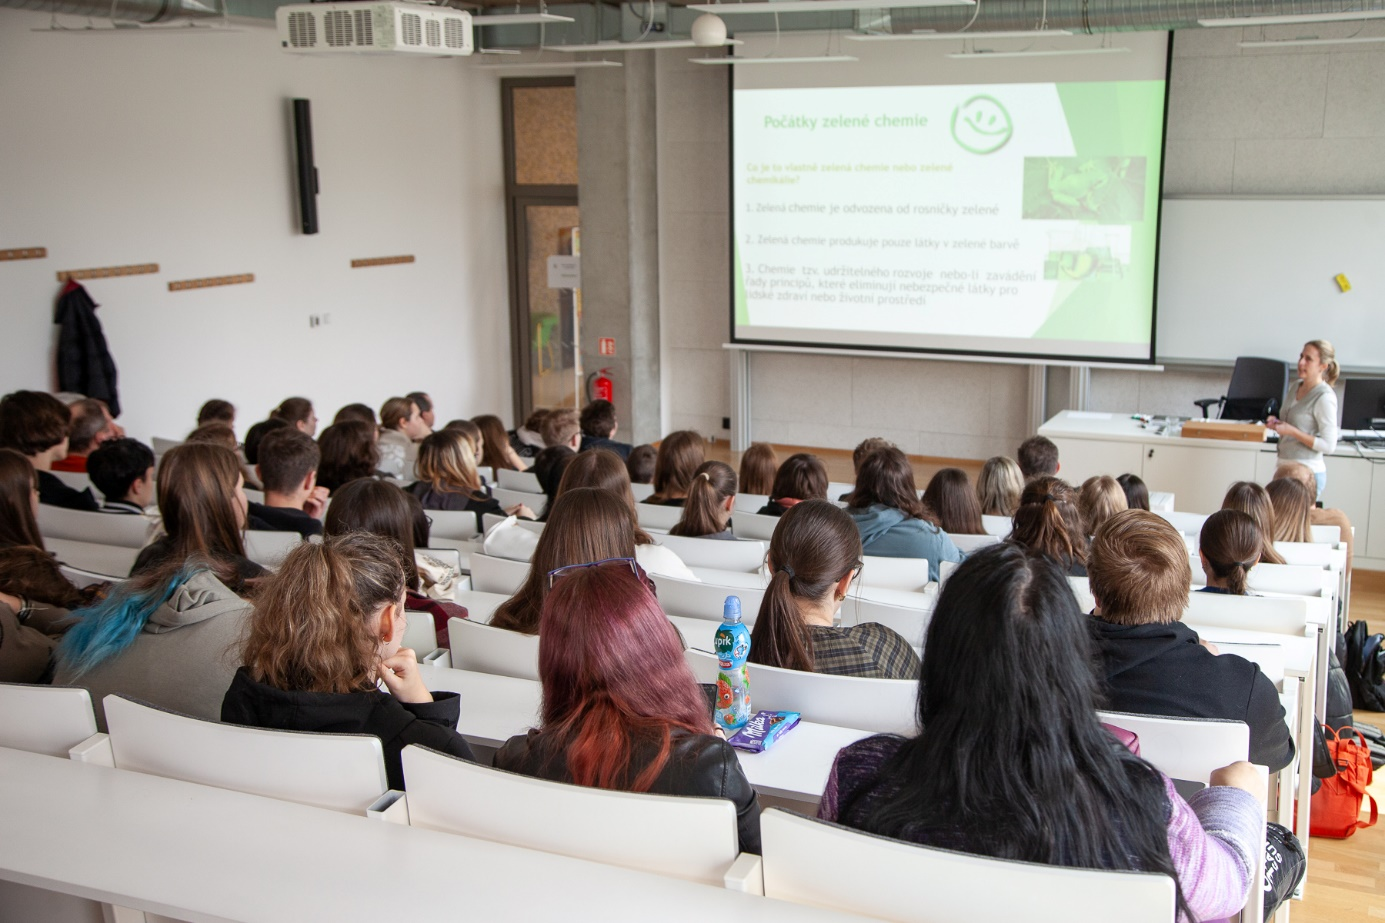 Počátky zelené chemie
Co je to vlastně zelená chemie nebo zelené
chemikálie?
1. Zelená chemie je odvozena od rosničky zelené
2. Zelená chemie produkuje pouze látky v zelené barvě
3. Chemie tzv. udržitelného rozvoje nebo-li zavádění
řady principů, které eliminují nebezpečné látky pro
lidské zdraví nebo životní prostředí
Milka